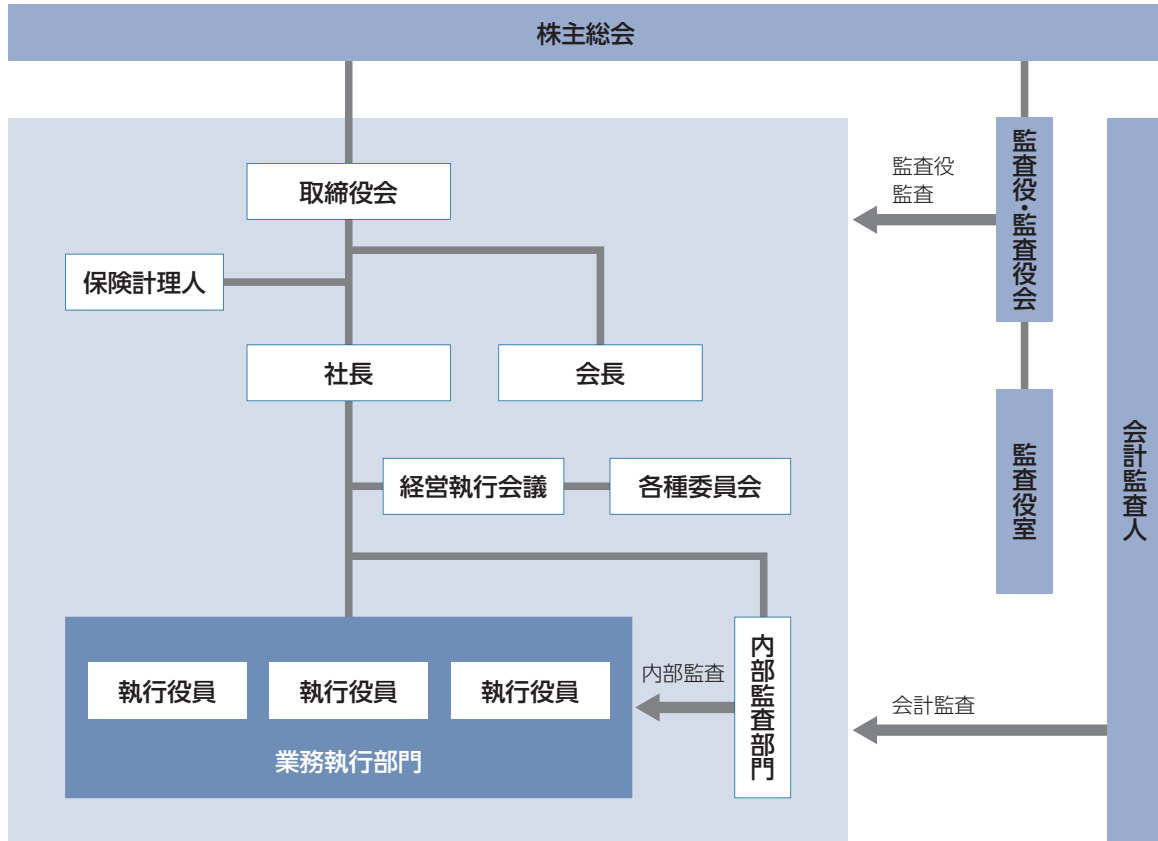 株主総会
取締役会
保険計理人
社長
会長
経営執行会議
各種委員会
執行役員
執行役員
執行役員
業務執行部門
内部監査
内部監査部門
監査役
監査
監査役・監査役会
監査役室
会計監査
会計監査人